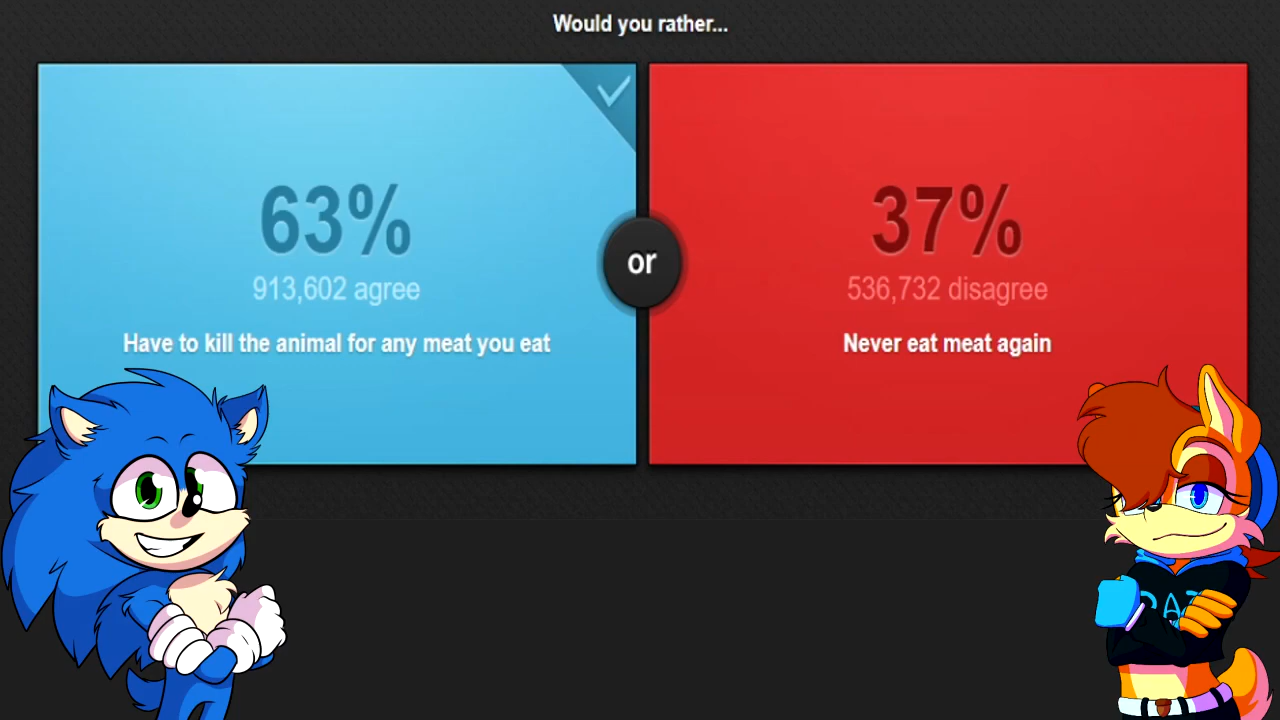 Would you rather...
63%
913,602 agree
Have to kill the animal for any meat you eat
or
37%
536,732 disagree
Never eat meat again